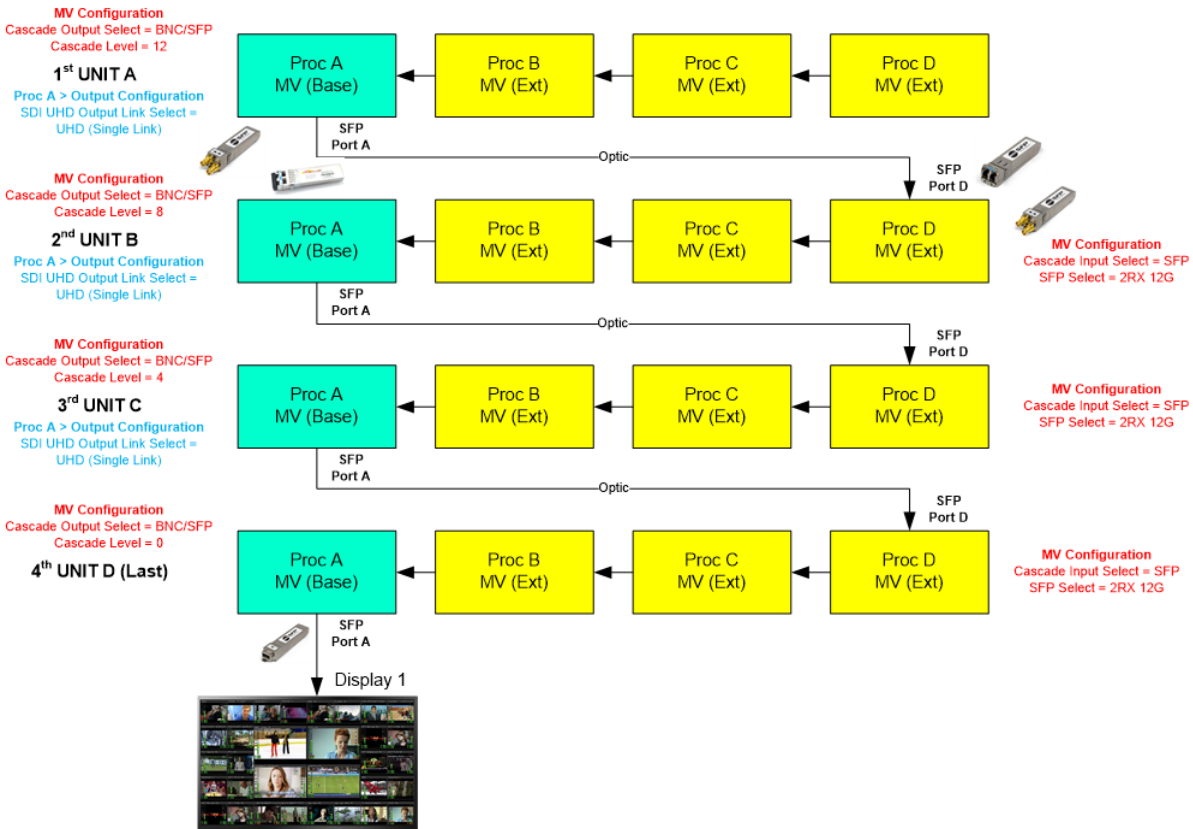 MV Configuration
Cascade Output Select = BNC/SFP
Cascade Level = 12
1st UNIT A
Proc A > Output Configuration
SDI UHD Output Link Select =
UHD (Single Link)
Proc A
MV (Base)
Proc B
MV (Ext)
Proc C
MV (Ext)
Proc D
MV (Ext)
SFP
Port A
Optic
SFP
Port D
MV Configuration
Cascade Output Select = BNC/SFP
Cascade Level = 8
2nd UNIT B
Proc A > Output Configuration
SDI UHD Output Link Select =
UHD (Single Link)
Proc A
MV (Base)
Proc B
MV (Ext)
Proc C
MV (Ext)
Proc D
MV (Ext)
MV Configuration
Cascade Input Select = SFP
SFP Select = 2RX 12G
SFP
Port A
Optic
SFP
Port D
MV Configuration
Cascade Output Select = BNC/SFP
Cascade Level = 4
3rd UNIT C
Proc A > Output Configuration
SDI UHD Output Link Select =
UHD (Single Link)
Proc A
MV (Base)
Proc B
MV (Ext)
Proc C
MV (Ext)
Proc D
MV (Ext)
MV Configuration
Cascade Input Select = SFP
SFP Select = 2RX 12G
SFP
Port A
Optic
SFP
Port D
MV Configuration
Cascade Output Select = BNC/SFP
Cascade Level = 0
4th UNIT D (Last)
Proc A
MV (Base)
Proc B
MV (Ext)
Proc C
MV (Ext)
Proc D
MV (Ext)
MV Configuration
Cascade Input Select = SFP
SFP Select = 2RX 12G
SFP
Port A
Display 1